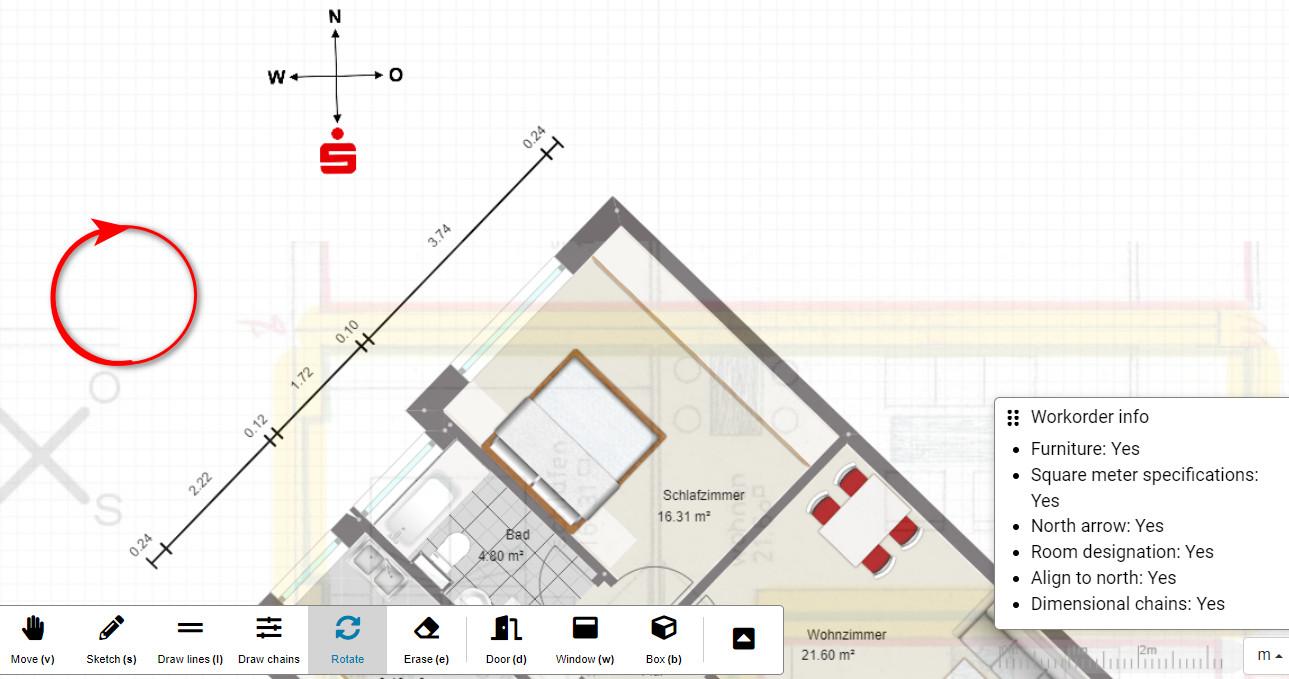 N
W
O
0.24
3.74
0.10
1.72
0.12
2.22
0.24
O
S
Schlafzimmer
16.31 m²
Bad
4.80 m²
Wohnzimmer
21.60 m²
Workorder info
Furniture: Yes
Square meter specifications:
Yes
North arrow: Yes
Room designation: Yes
Align to north: Yes
Dimensional chains: Yes
Move (v)
Sketch (s)
Draw lines (l)
Draw chains
Rotate
Erase (e)
Door (d)
Window (w)
Box (b)
2m
m